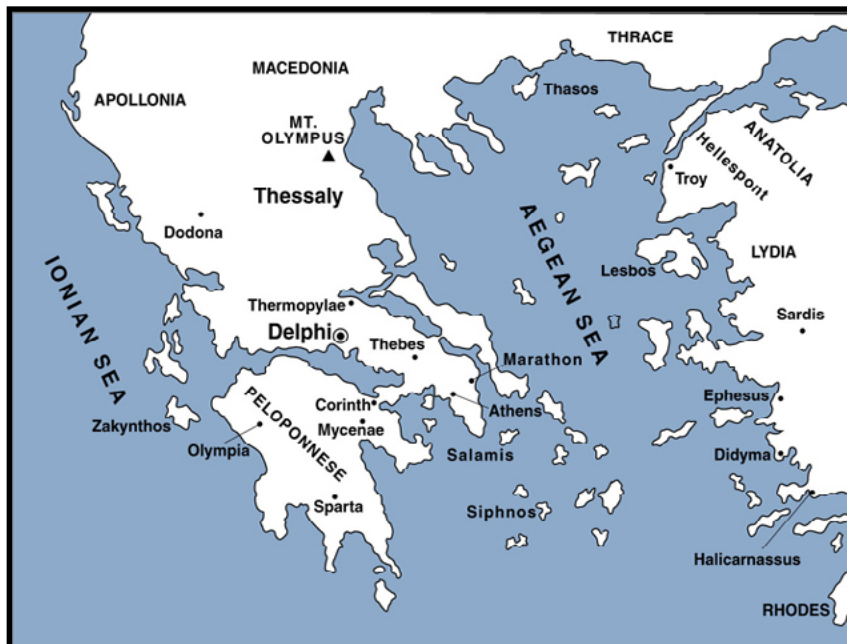 THRACE
MACEDONIA
Thasos
APOLLONIA
MT.
OLYMPUS
ANATOLIA
Hellespont
Troy
Thessaly
Dodona
AEGEAN SEA
IONIAN SEA
LYDIA
Lesbos
Thermopylae
Sardis
Delphi
Thebes
Marathon
PELOPONNESE
Ephesus
Corinth
Athens
Zakynthos
Mycenae
Olympia
Salamis
Didyma
Sparta
Siphnos
Halicarnassus
RHODES